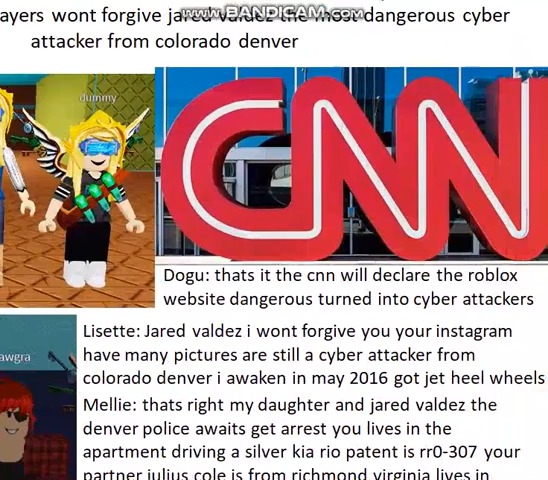 WWW.BANDICAM.COM
ayers wont forgive jared valdez the most dangerous cyber
attacker from colorado denver
dummy
CNN
Dogu: thats it the cnn will declare the roblox
website dangerous turned into cyber attackers
Lisette: Jared valdez i wont forgive you your instagram
awgra
have many pictures are still a cyber attacker from
colorado denver i awaken in may 2016 got jet heel wheels
Mellie: thats right my daughter and jared valdez the
denver police awaits get arrest you lives in the
apartment driving a silver kia rio patent is rr0-307 your
partner julius cole is from richmond virginia lives in